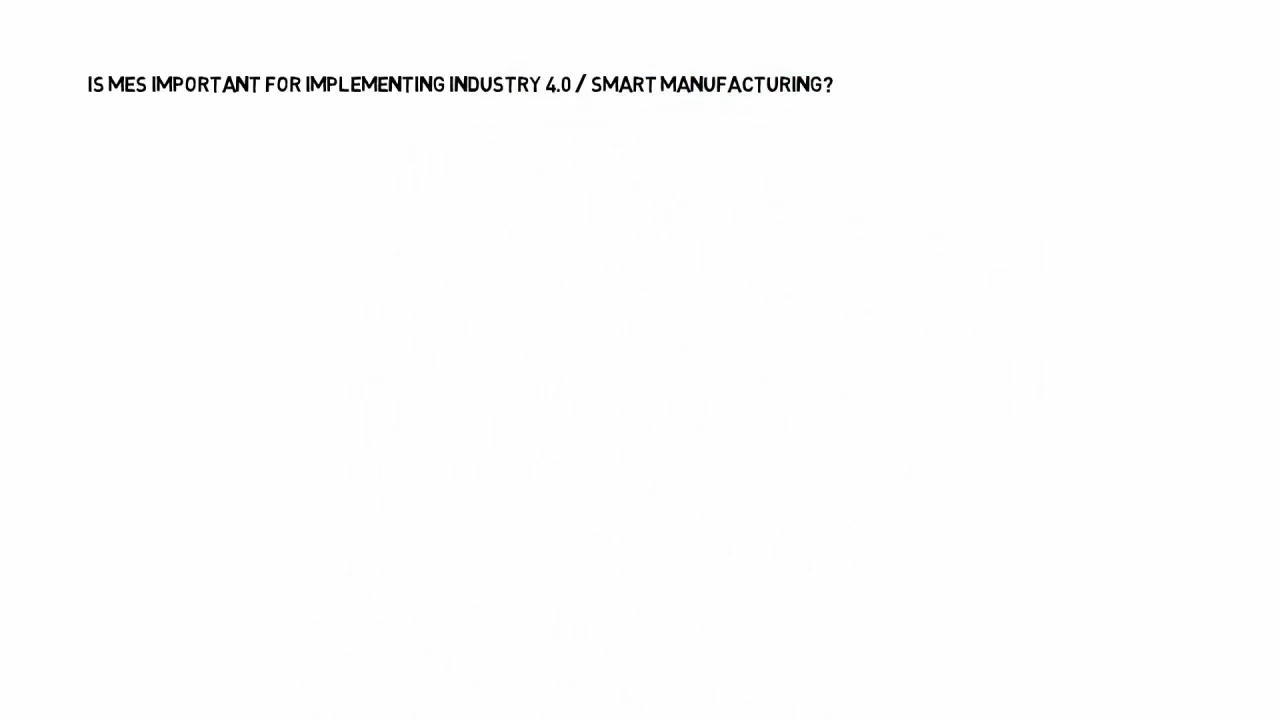 IS MES IMPORTANT FOR IMPLEMENTING INDUSTRY 4.0 / SMART MANUFACTURING?